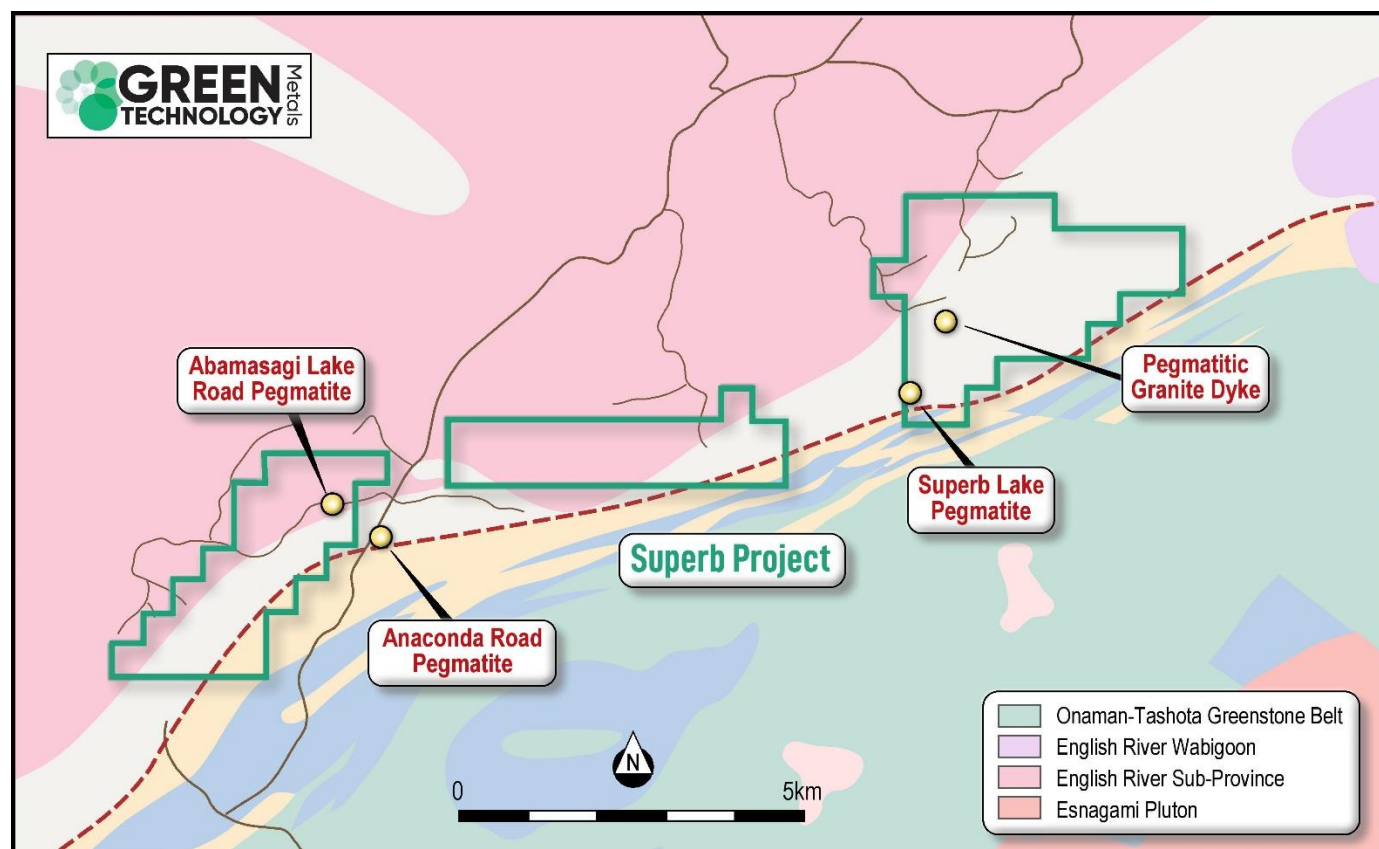 GREEN
TECHNOLOGY
Metals
Abamasagi Lake
Road Pegmatite
Pegmatitic
Granite Dyke
Superb Lake
Pegmatite
Superb Project
Anaconda Road
Pegmatite
N
0 5km
Onaman-Tashota Greenstone Belt
English River Wabigoon
English River Sub-Province
Esnagami Pluton